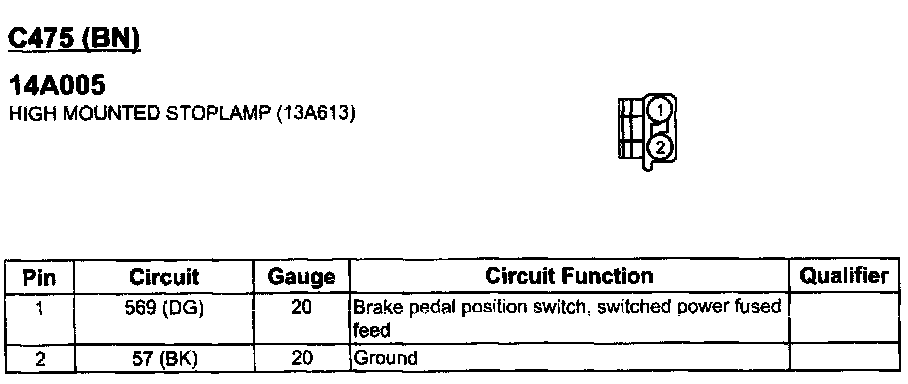 C475 (BN)
14A005
HIGH MOUNTED STOPLAMP (13A613)
1
2
Pin Circuit Gauge Circuit Function Qualifier
1 569 (DG) 20 Brake pedal position switch, switched power fused
feed
2 57 (BK) 20 Ground